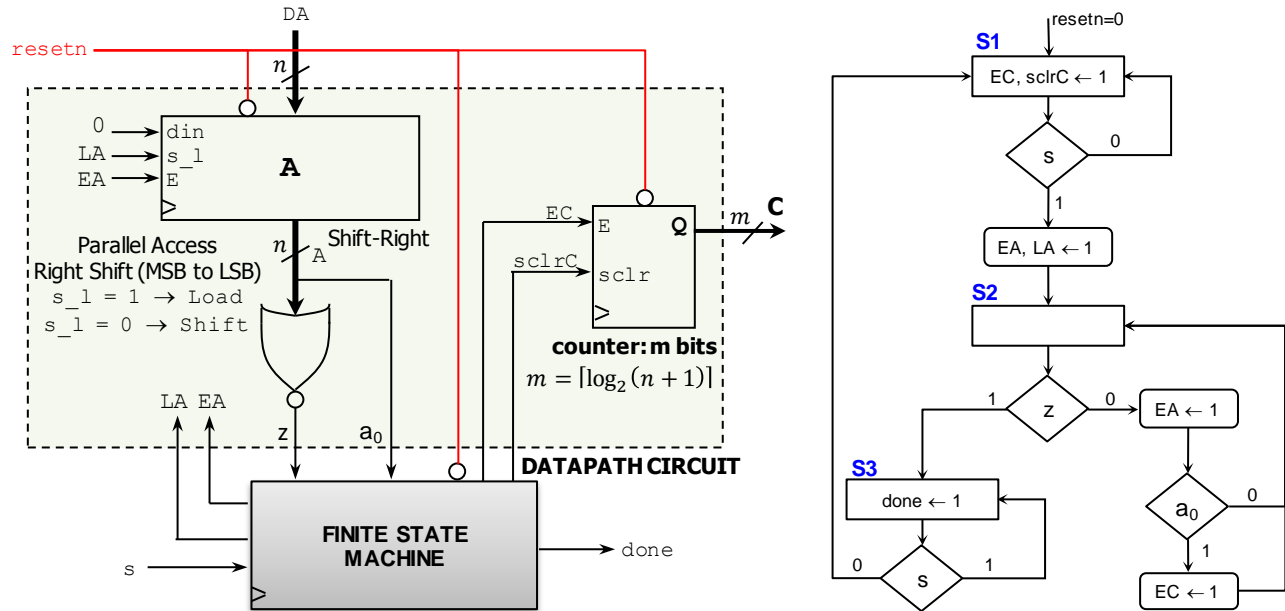 DA
resetn
n
0
din
LA
s_l
EA
E
A
n
A
Shift-Right
Parallel Access
Right Shift (MSB to LSB)
s_l = 1 → Load
s_l = 0 → Shift
EC
E
Q
m
C
sclrC
sclr
counter: m bits
m = ⌈log₂(n + 1)⌉
LA
EA
z
a₀
DATAPATH CIRCUIT
FINITE STATE
MACHINE
s
done
resetn=0
S1
EC, sclrC ← 1
s
0
1
EA, LA ← 1
S2
z
1
0
EA ← 1
S3
done ← 1
a₀
0
1
s
0
1
EC ← 1